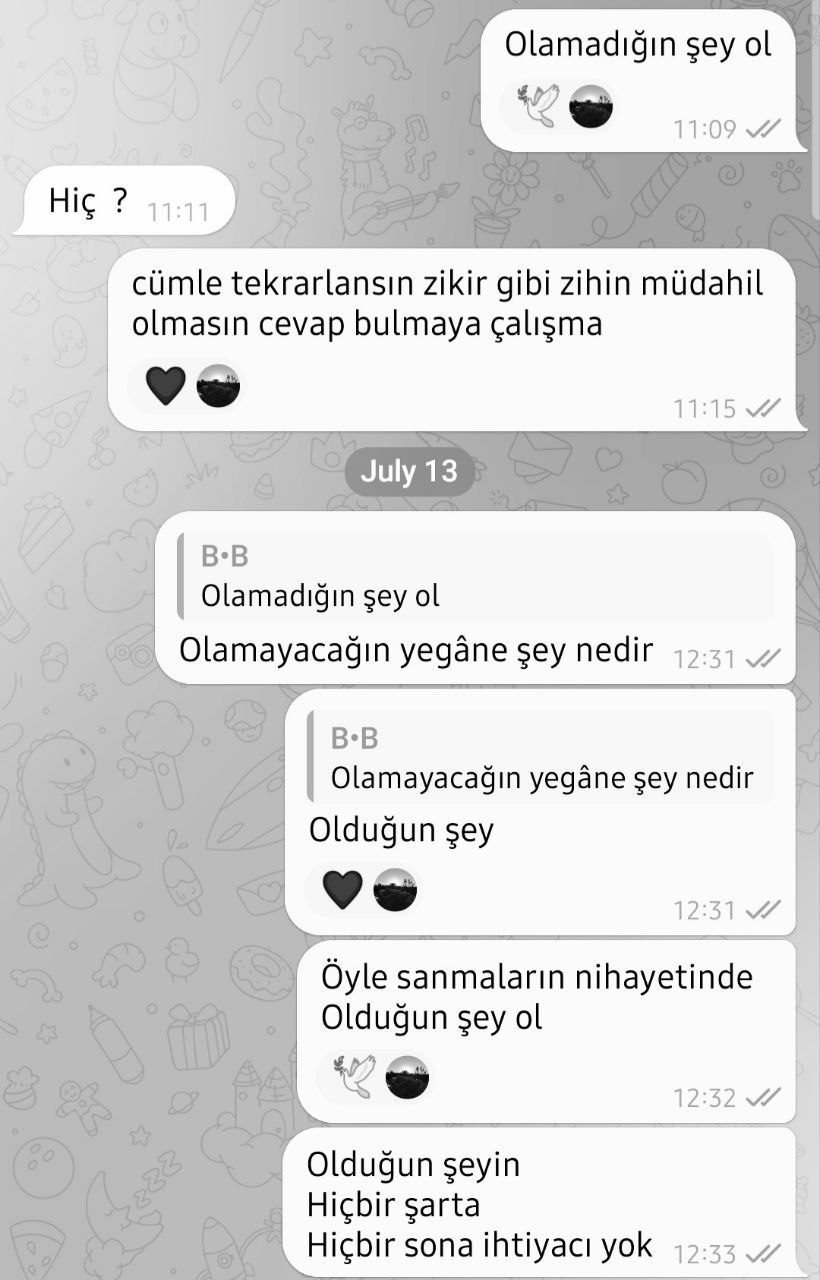 Olamadığın şey ol
11:09
Hiç ?
11:11
cümle tekrarlansın zikir gibi zihin müdahil
olmasın cevap bulmaya çalışma
11:15
July 13
B•B
Olamadığın şey ol
Olamayacağın yegâne şey nedir
12:31
B•B
Olamayacağın yegâne şey nedir
Olduğun şey
12:31
Öyle sanmaların nihayetinde
Olduğun şey ol
12:32
Olduğun şeyin
Hiçbir şarta
Hiçbir sona ihtiyacı yok
12:33